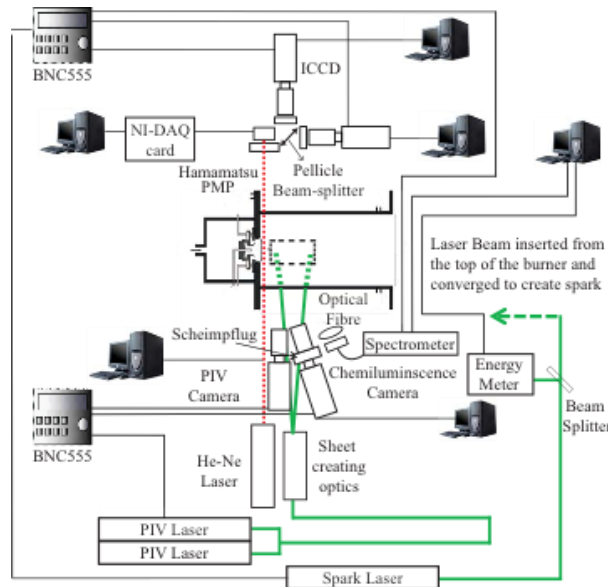 BNC555
ICCD
NI-DAQ
card
Hamamatsu
PMP
Pellicle
Beam-splitter
Laser Beam inserted from
the top of the burner and
converged to create spark
Optical
Fibre
Scheimpflug
Spectrometer
PIV
Camera
Chemiluminscence
Camera
Energy
Meter
Beam
Splitter
BNC555
He-Ne
Laser
Sheet
creating
optics
PIV Laser
PIV Laser
Spark Laser